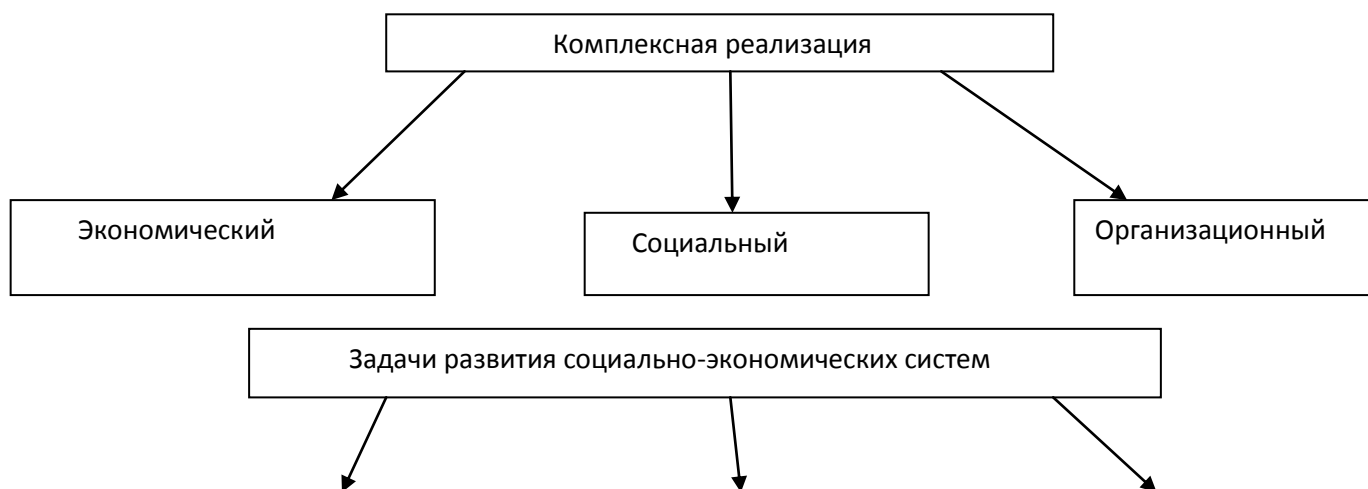 Комплексная реализация
Экономический
Социальный
Организационный
Задачи развития социально-экономических систем